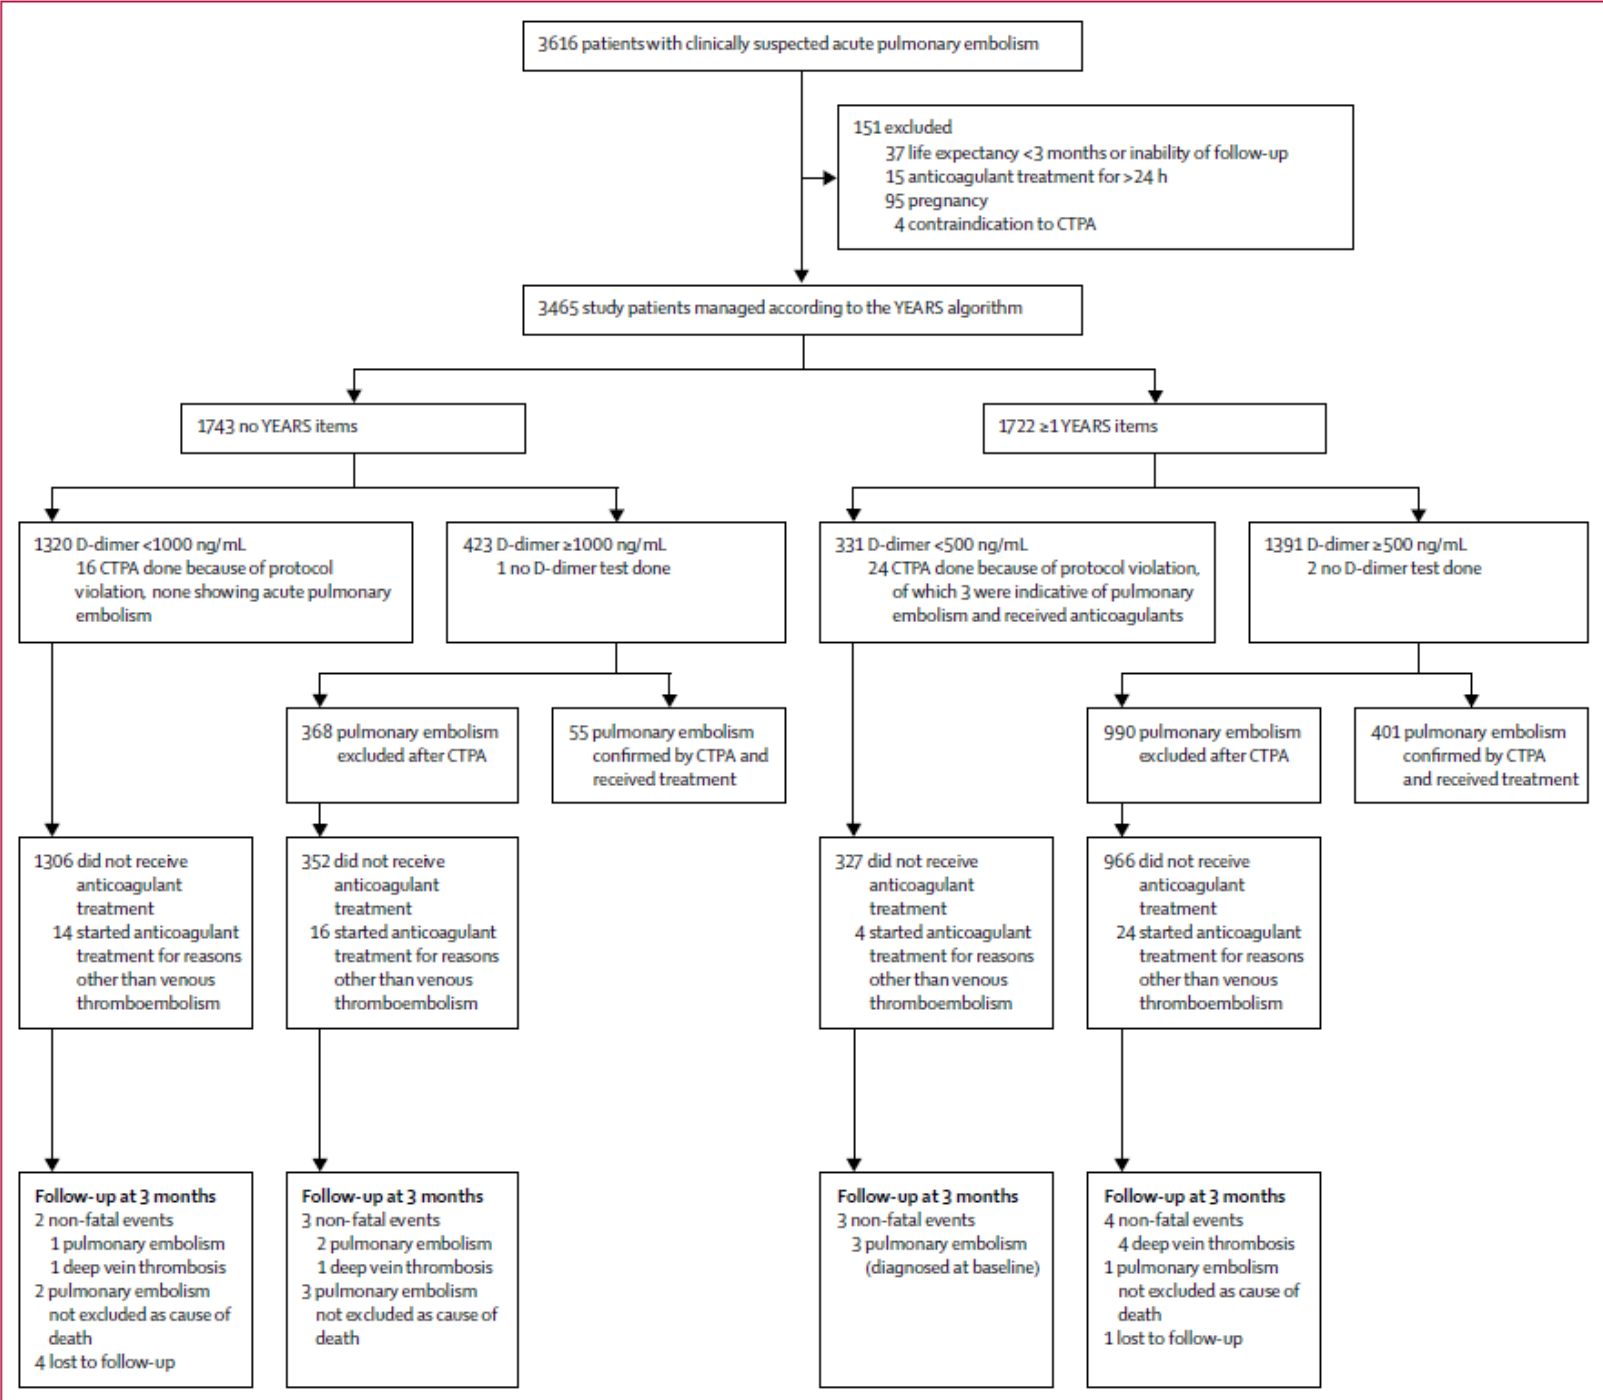 3616 patients with clinically suspected acute pulmonary embolism
151 excluded
37 life expectancy <3 months or inability of follow-up
15 anticoagulant treatment for >24 h
95 pregnancy
4 contraindication to CTPA
3465 study patients managed according to the YEARS algorithm
1743 no YEARS items
1722 ≥1 YEARS items
1320 D-dimer <1000 ng/mL
16 CTPA done because of protocol
violation, none showing acute pulmonary
embolism
423 D-dimer ≥1000 ng/mL
1 no D-dimer test done
331 D-dimer <500 ng/mL
24 CTPA done because of protocol violation,
of which 3 were indicative of pulmonary
embolism and received anticoagulants
1391 D-dimer ≥500 ng/mL
2 no D-dimer test done
368 pulmonary embolism
excluded after CTPA
55 pulmonary embolism
confirmed by CTPA and
received treatment
990 pulmonary embolism
excluded after CTPA
401 pulmonary embolism
confirmed by CTPA
and received treatment
1306 did not receive
anticoagulant
treatment
14 started anticoagulant
treatment for reasons
other than venous
thromboembolism
352 did not receive
anticoagulant
treatment
16 started anticoagulant
treatment for reasons
other than venous
thromboembolism
327 did not receive
anticoagulant
treatment
4 started anticoagulant
treatment for reasons
other than venous
thromboembolism
966 did not receive
anticoagulant
treatment
24 started anticoagulant
treatment for reasons
other than venous
thromboembolism
Follow-up at 3 months
2 non-fatal events
1 pulmonary embolism
1 deep vein thrombosis
2 pulmonary embolism
not excluded as cause of
death
4 lost to follow-up
Follow-up at 3 months
3 non-fatal events
2 pulmonary embolism
1 deep vein thrombosis
3 pulmonary embolism
not excluded as cause of
death
Follow-up at 3 months
3 non-fatal events
3 pulmonary embolism
(diagnosed at baseline)
Follow-up at 3 months
4 non-fatal events
4 deep vein thrombosis
1 pulmonary embolism
not excluded as cause of
death
1 lost to follow-up